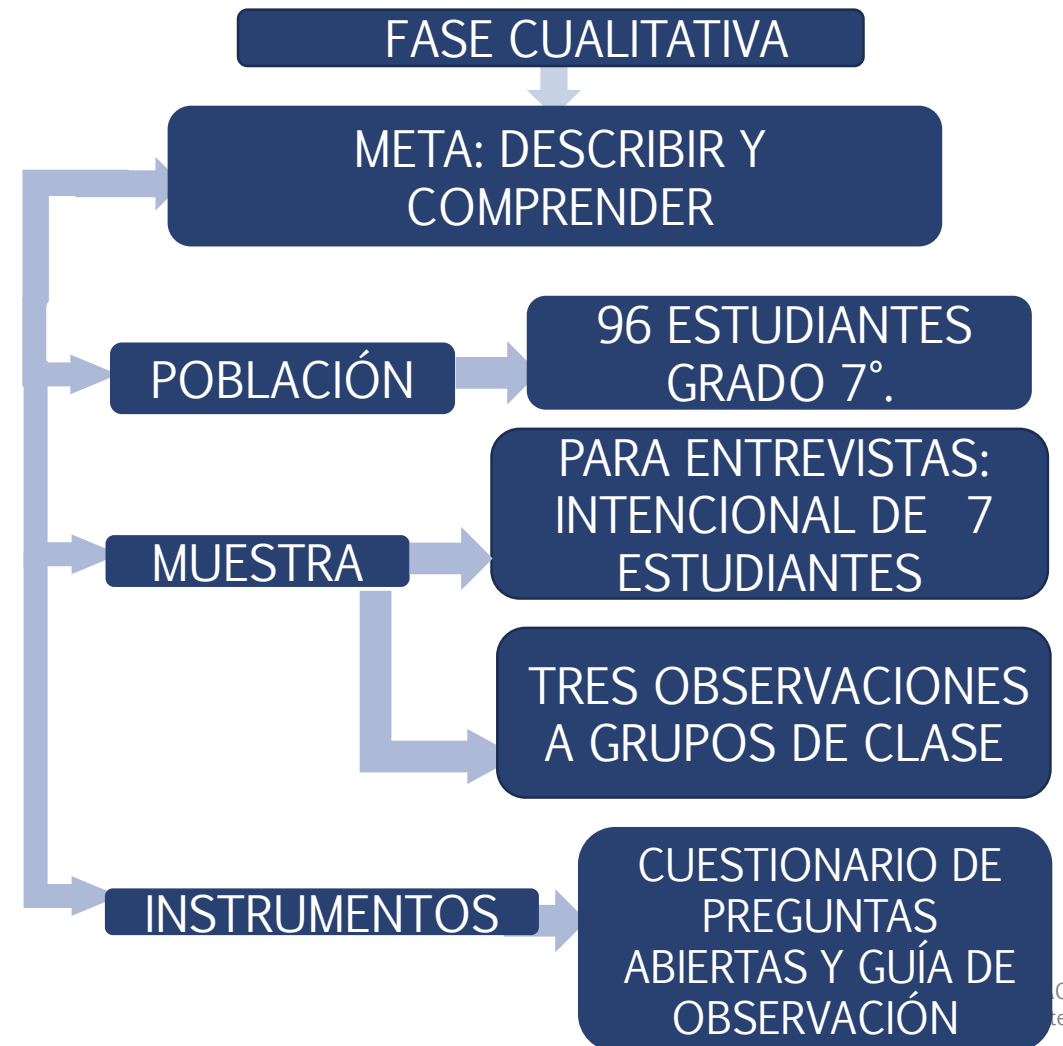 FASE CUALITATIVA
META: DESCRIBIR Y
COMPRENDER
POBLACIÓN
96 ESTUDIANTES
GRADO 7°.
MUESTRA
PARA ENTREVISTAS:
INTENCIONAL DE 7
ESTUDIANTES
TRES OBSERVACIONES
A GRUPOS DE CLASE
INSTRUMENTOS
CUESTIONARIO DE
PREGUNTAS
ABIERTAS Y GUÍA DE
OBSERVACIÓN